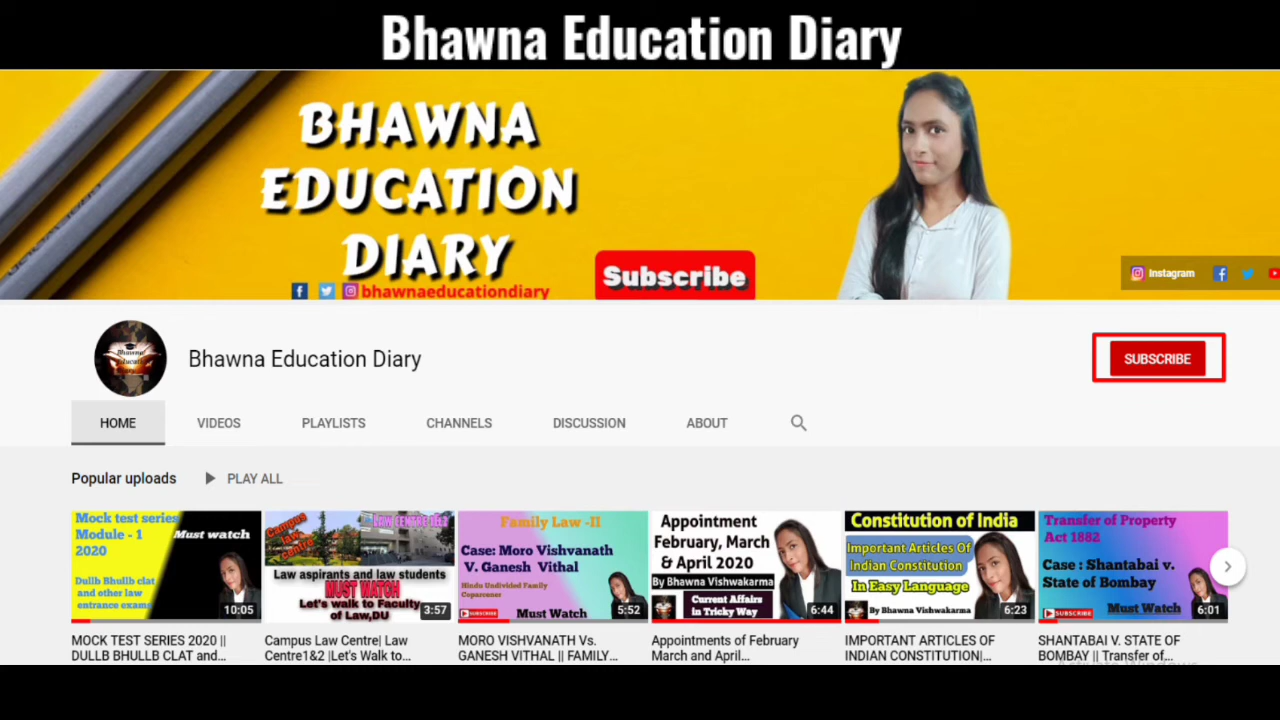 Bhawna Education Diary
BHAWNA
EDUCATION
DIARY
bhawnaeducationdiary
Subscribe
Instagram
Bhawna Education Diary
SUBSCRIBE
HOME
VIDEOS
PLAYLISTS
CHANNELS
DISCUSSION
ABOUT
Popular uploads
PLAY ALL
Mock test series
Module - 1
2020
Must watch
Dullb Bhullb clat
and other law
entrance exams
10:05
Campus
law
centre
LAW CENTRE 1&2
Law aspirants and law students
MUST WATCH
Let's walk to Faculty
of Law,DU
3:57
Family Law -II
Case: Moro Vishvanath
V. Ganesh Vithal
Hindu Undivided Family
Coparcener
SUBSCRIBE
Must Watch
5:52
Appointment
February, March
& April 2020
By Bhawna Vishwakarma
Current Affairs
in Tricky Way
6:44
Constitution of India
Important Articles Of
Indian Constitution
In Easy Language
By Bhawna Vishwakarma
6:23
Transfer of Property
Act 1882
Case : Shantabai v.
State of Bombay
SUBSCRIBE
Must Watch
6:01
MOCK TEST SERIES 2020 ||
DULLB BHULLB CLAT and...
Campus Law Centre| Law
Centre1&2 |Let's Walk to...
MORO VISHVANATH Vs.
GANESH VITHAL || FAMILY...
Appointments of February
March and April...
IMPORTANT ARTICLES OF
INDIAN CONSTITUTION|...
SHANTABAI V. STATE OF
BOMBAY || Transfer of...